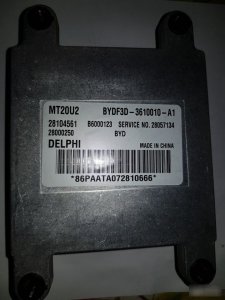 MT20U2 BYDF3D-3610010-A1
28104561 B6000123 SERVICE NO. 28057134
28000250 BYD
DELPHI MADE IN CHINA
*86PAATA072810666*